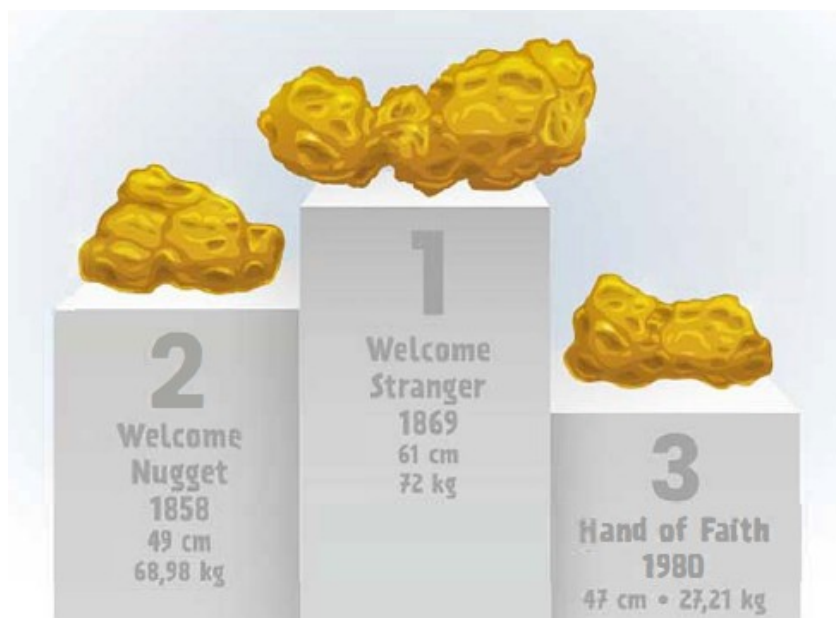 1
Welcome
Stranger
1869
61 cm
72 kg
2
Welcome
Nugget
1858
49 cm
68,98 kg
3
Hand of Faith
1980
47 cm • 27,21 kg